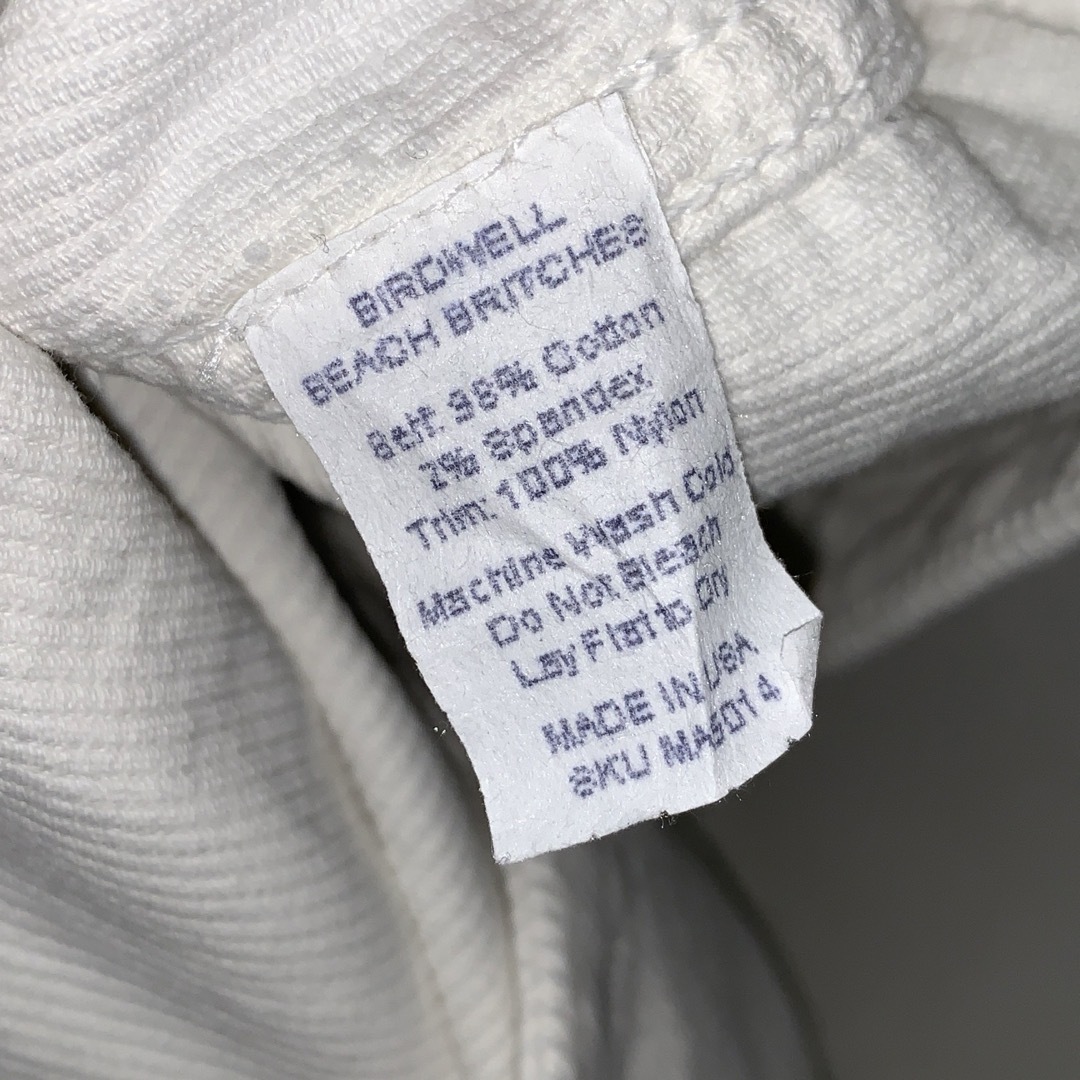 BIRDWELL
BEACH BRITCHES
Self: 98% Cotton
2% Spandex
Trim: 100% Nylon
Machine Wash Cold
Do Not Bleach
Lay Flat to Dry
MADE IN USA
SKU